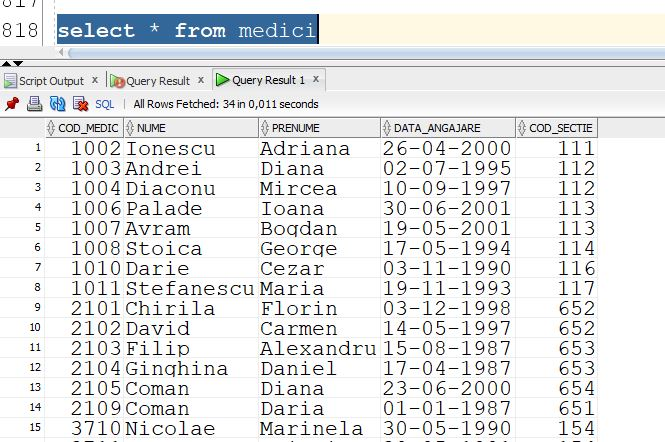 817
818 select * from medici
Script Output x Query Result x Query Result 1 x
SQL | All Rows Fetched: 34 in 0,011 seconds
COD_MEDIC NUME PRENUME DATA_ANGAJARE COD_SECTIE
1 1002 Ionescu Adriana 26-04-2000 111
2 1003 Andrei Diana 02-07-1995 112
3 1004 Diaconu Mircea 10-09-1997 112
4 1006 Palade Ioana 30-06-2001 113
5 1007 Avram Bogdan 19-05-2001 113
6 1008 Stoica George 17-05-1994 114
7 1010 Darie Cezar 03-11-1990 116
8 1011 Stefanescu Maria 19-11-1993 117
9 2101 Chirila Florin 03-12-1998 652
10 2102 David Carmen 14-05-1997 652
11 2103 Filip Alexandru 15-08-1987 653
12 2104 Ginghina Daniel 17-04-1987 653
13 2105 Coman Diana 23-06-2000 654
14 2109 Coman Daria 01-01-1987 651
15 3710 Nicolae Marinela 30-05-1990 154